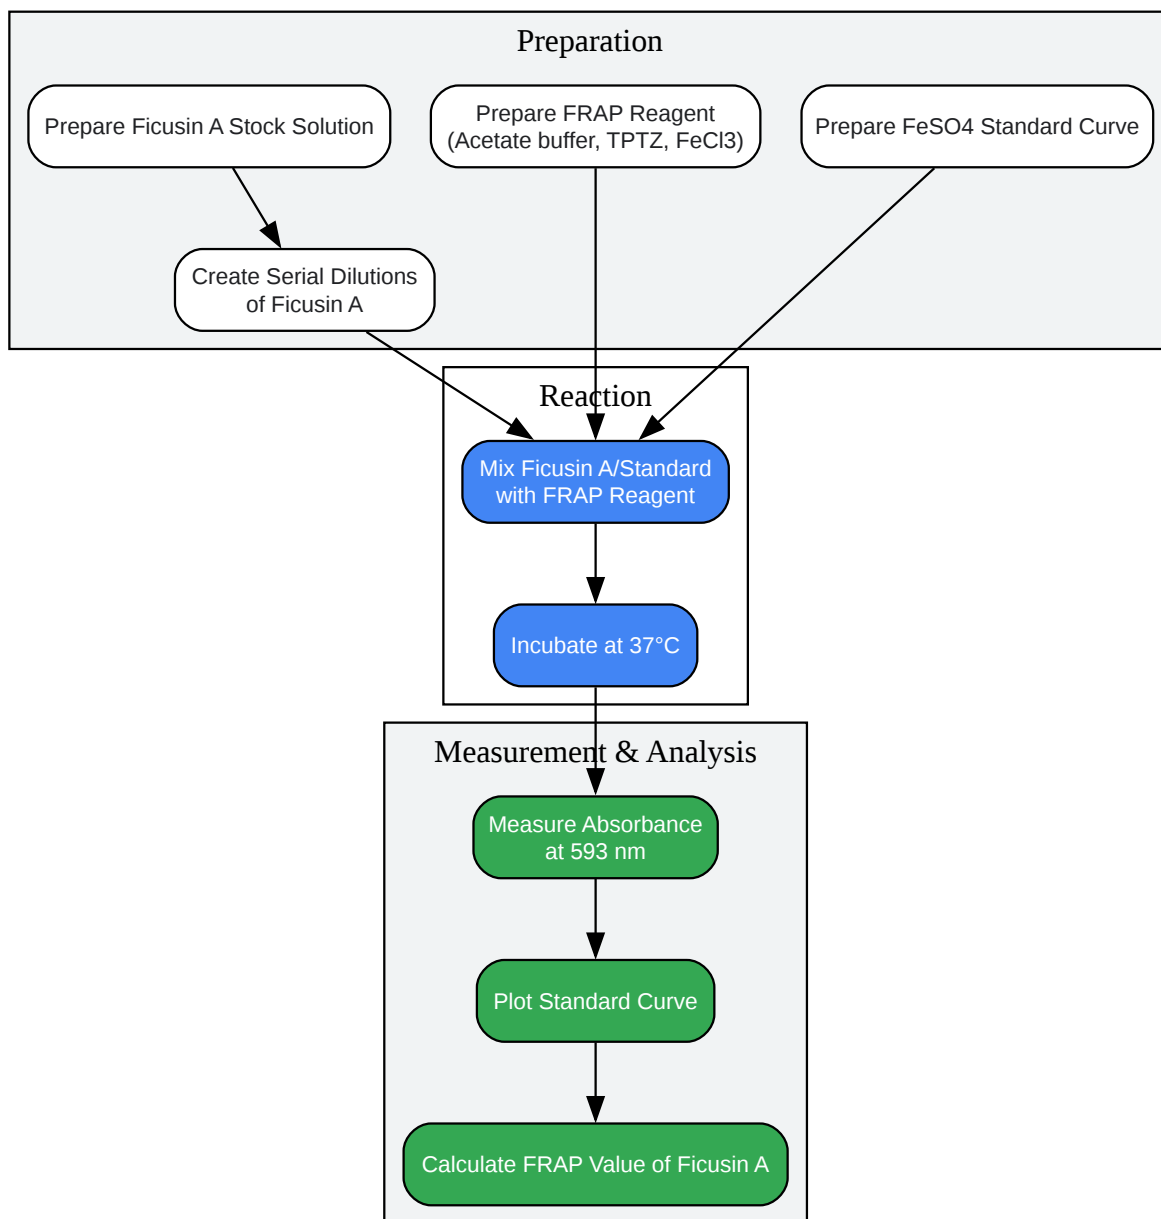 Preparation
Prepare Ficusin A Stock Solution
Prepare FRAP Reagent
(Acetate buffer, TPTZ, FeCl3)
Prepare FeSO4 Standard Curve
Create Serial Dilutions
of Ficusin A
Reaction
Mix Ficusin A/Standard
with FRAP Reagent
Incubate at 37°C
Measurement & Analysis
Measure Absorbance
at 593 nm
Plot Standard Curve
Calculate FRAP Value of Ficusin A